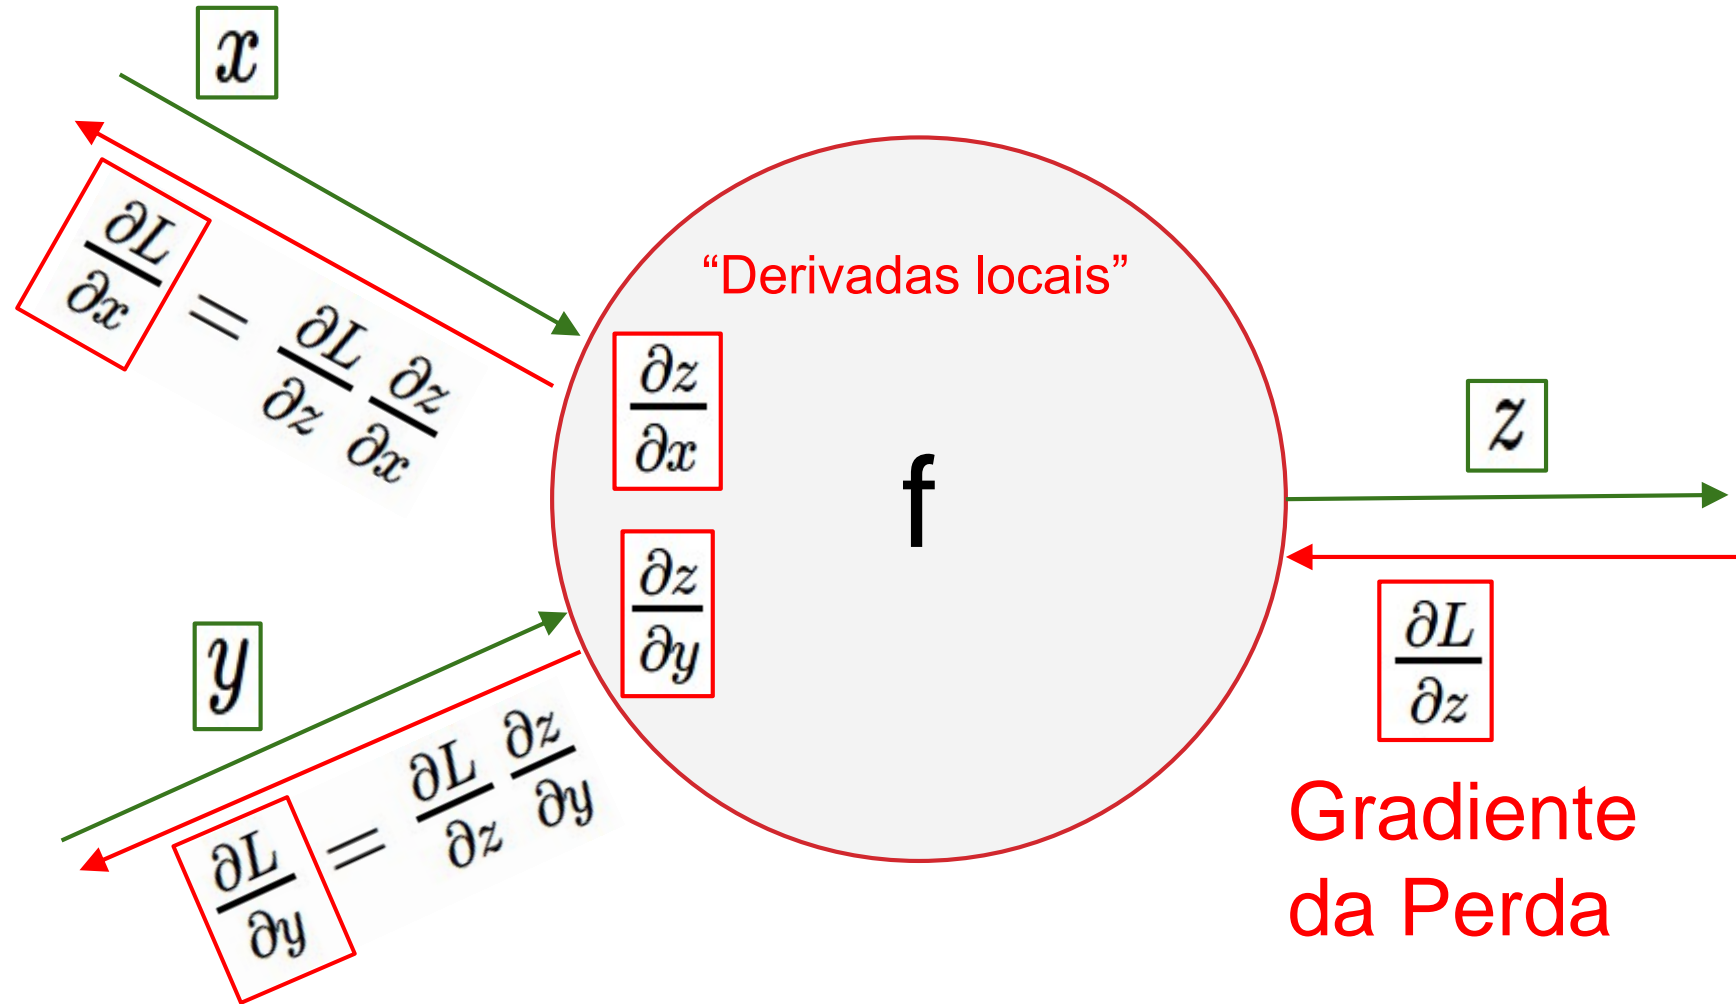 x
∂L/∂x = ∂L/∂z ∂z/∂x
“Derivadas locais”
∂z/∂x
f
∂z/∂y
z
∂L/∂z
Gradiente
da Perda
y
∂L/∂y = ∂L/∂z ∂z/∂y